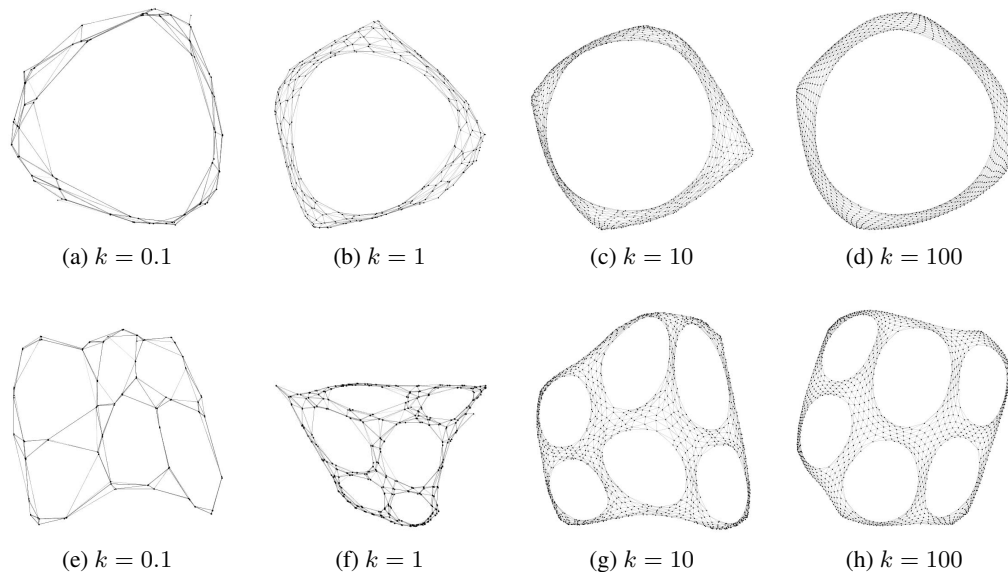 (a) k = 0.1
(b) k = 1
(c) k = 10
(d) k = 100
(e) k = 0.1
(f) k = 1
(g) k = 10
(h) k = 100